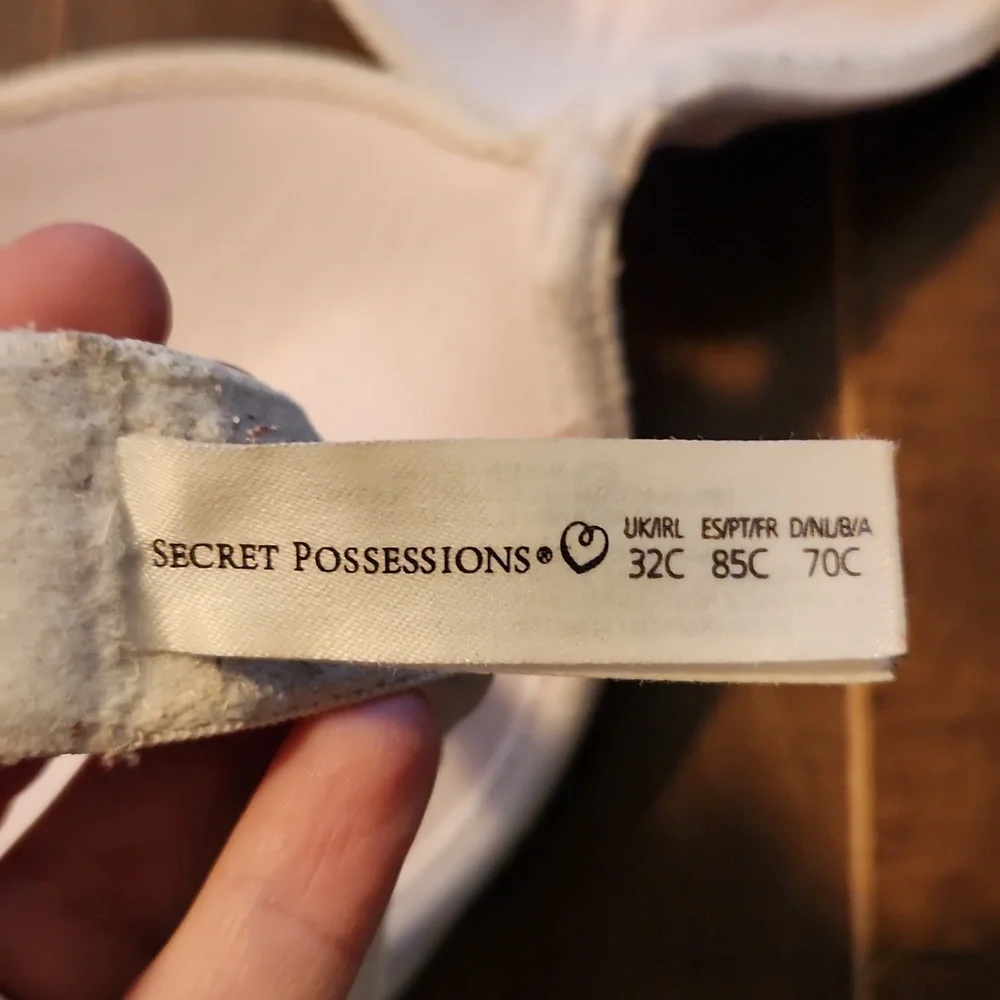 SECRET POSSESSIONS®
UK/IRL ES/PT/FR D/NL/B/A
32C 85C 70C